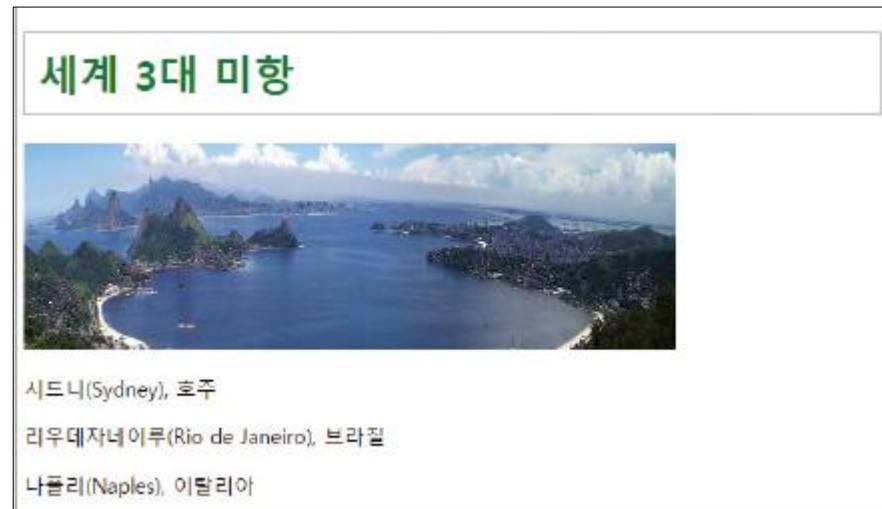 세계 3대 미항
시드니(Sydney), 호주
리우데자네이루(Rio de Janeiro), 브라질
나폴리(Naples), 이탈리아